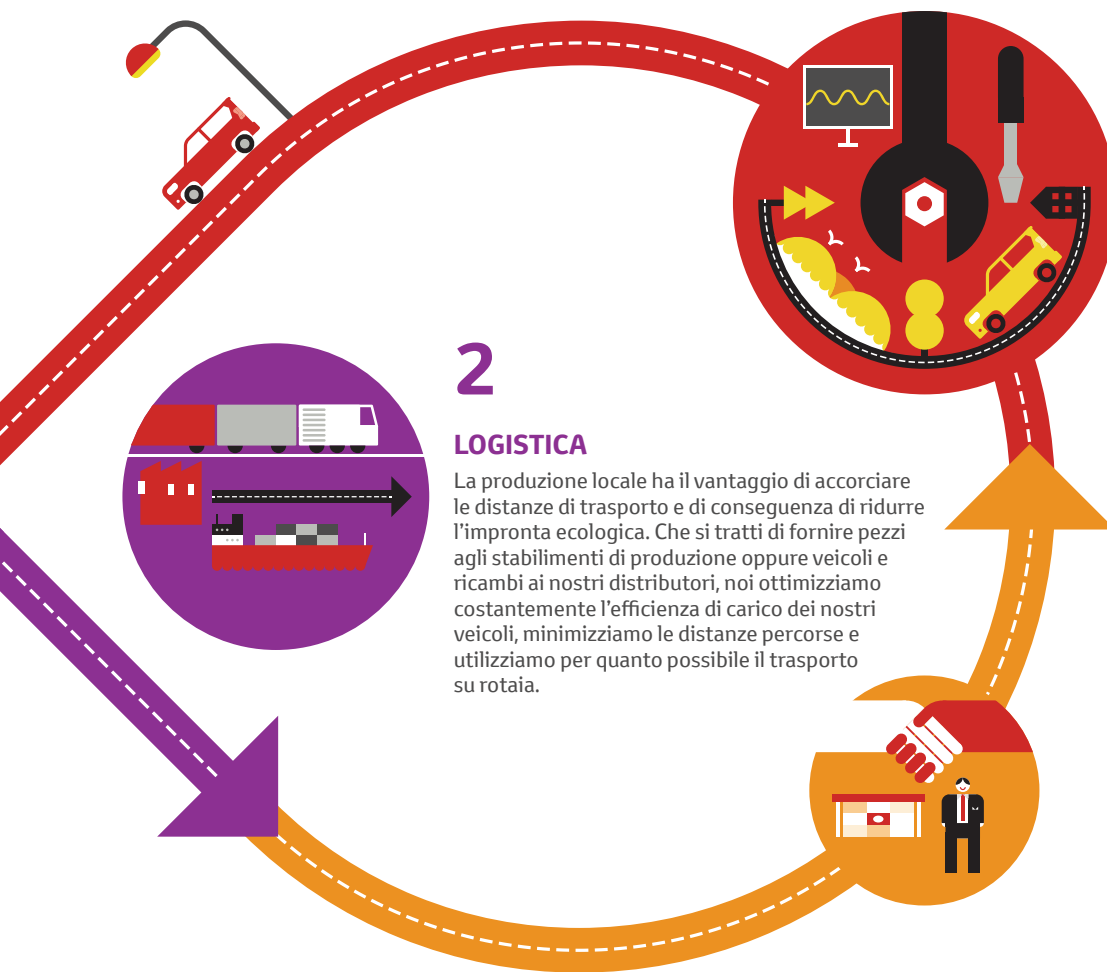 2
LOGISTICA
La produzione locale ha il vantaggio di accorciare
le distanze di trasporto e di conseguenza di ridurre
l’impronta ecologica. Che si tratti di fornire pezzi
agli stabilimenti di produzione oppure veicoli e
ricambi ai nostri distributori, noi ottimizziamo
costantemente l’efficienza di carico dei nostri
veicoli, minimizziamo le distanze percorse e
utilizziamo per quanto possibile il trasporto
su rotaia.